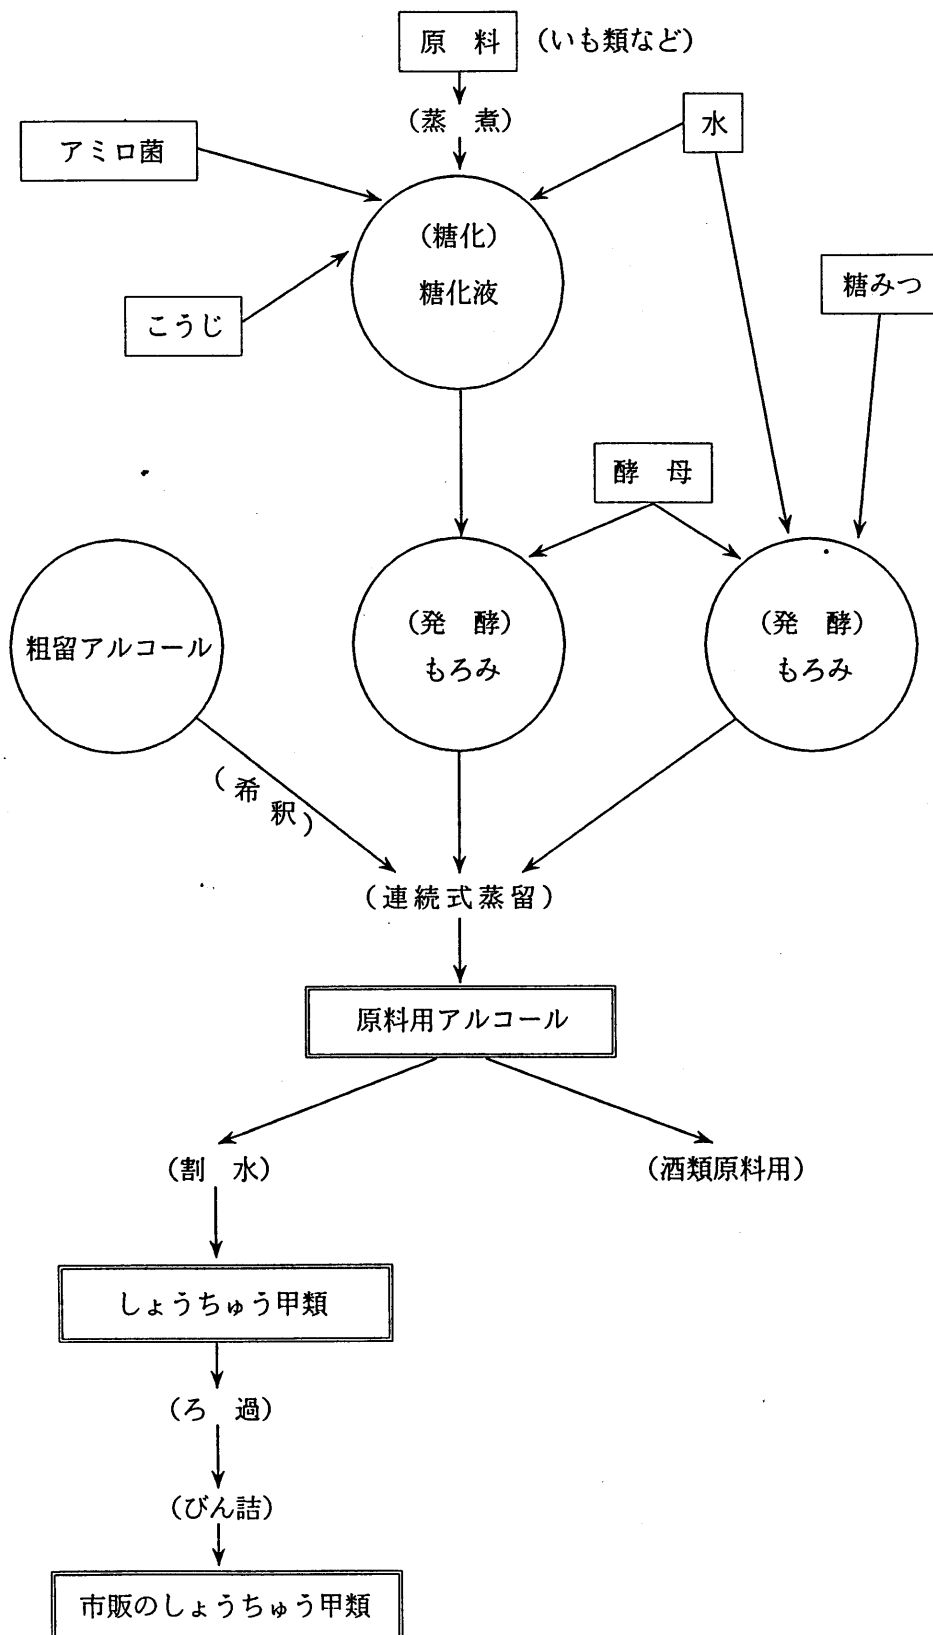 原　料　(いも類など)
(蒸　煮)
水
アミロ菌
(糖化)
糖化液
糖みつ
こうじ
酵　母
粗留アルコール
(発　酵)
もろみ
(発　酵)
もろみ
(希釈)
(連続式蒸留)
原料用アルコール
(割　水)
(酒類原料用)
しょうちゅう甲類
(ろ　過)
(びん詰)
市販のしょうちゅう甲類